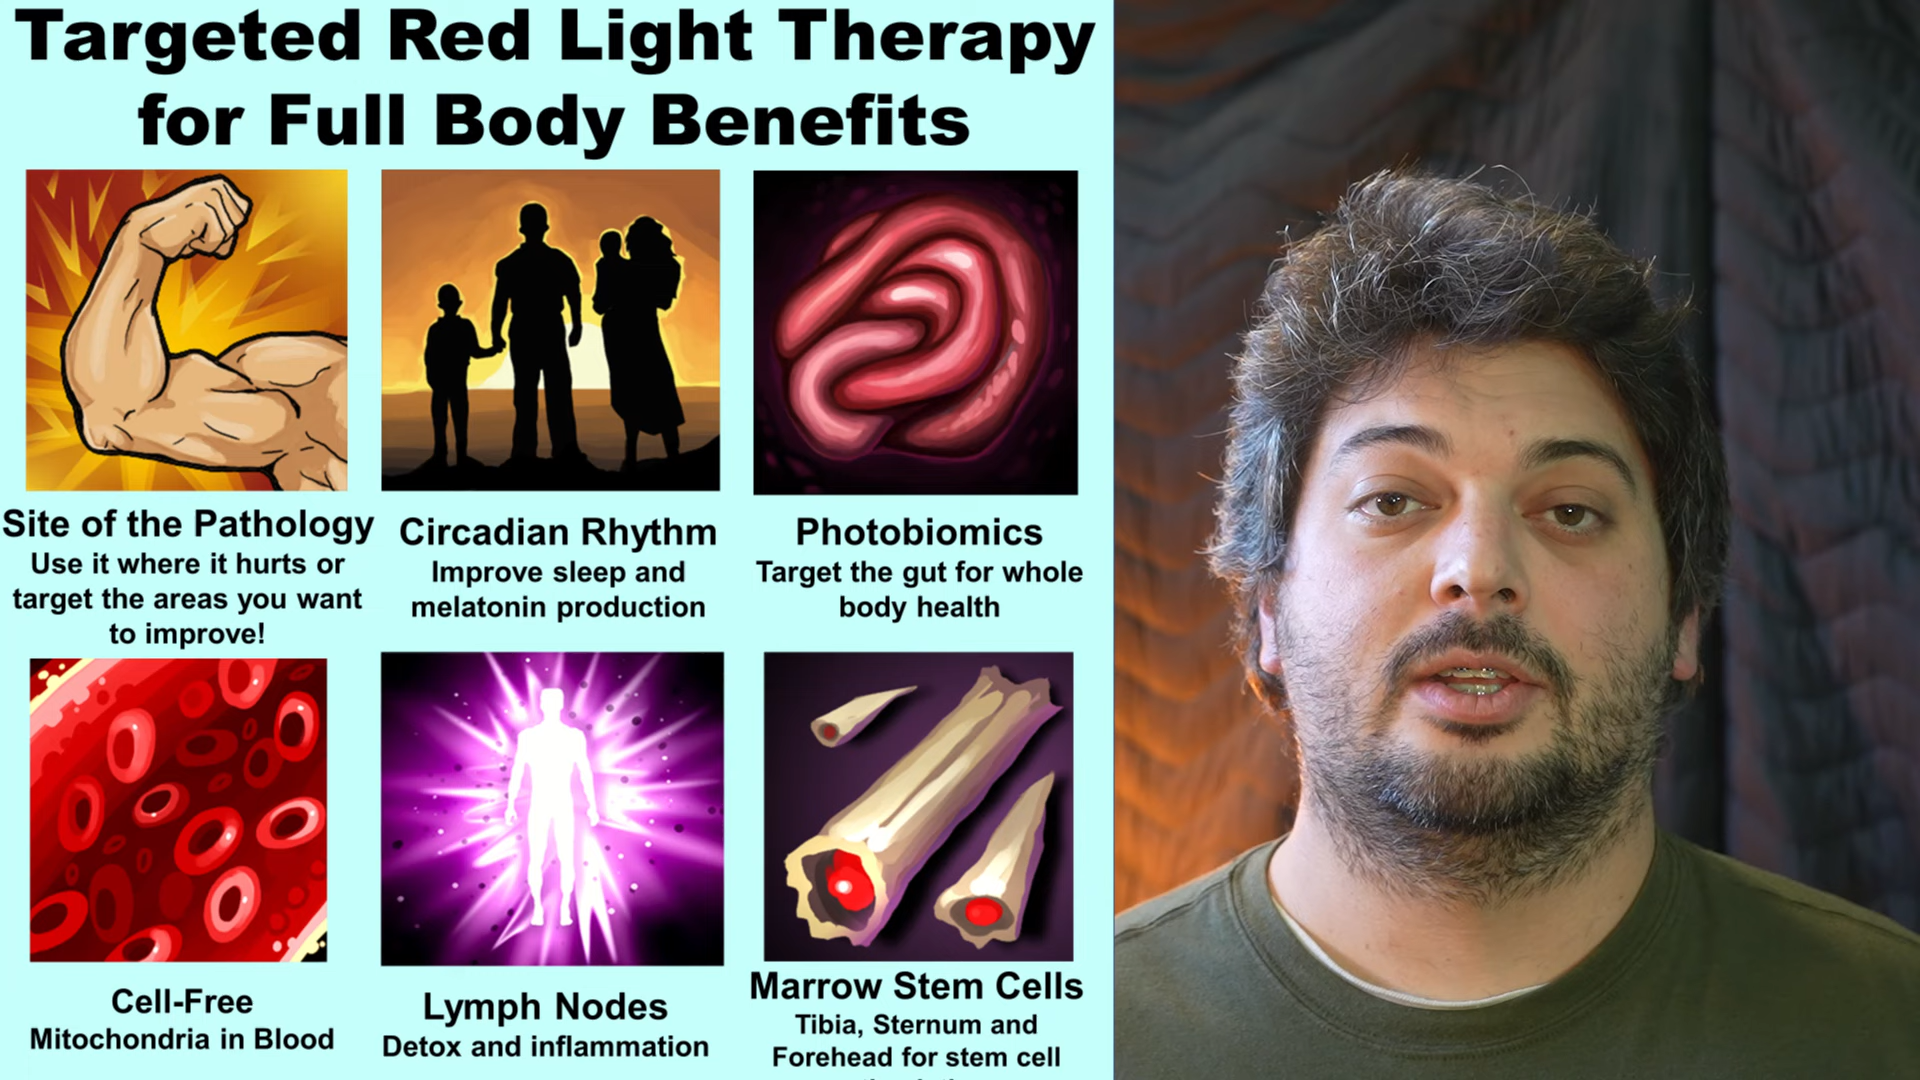 Targeted Red Light Therapy
for Full Body Benefits
Site of the Pathology
Use it where it hurts or
target the areas you want
to improve!
Circadian Rhythm
Improve sleep and
melatonin production
Photobiomics
Target the gut for whole
body health
Cell-Free
Mitochondria in Blood
Lymph Nodes
Detox and inflammation
Marrow Stem Cells
Tibia, Sternum and
Forehead for stem cell